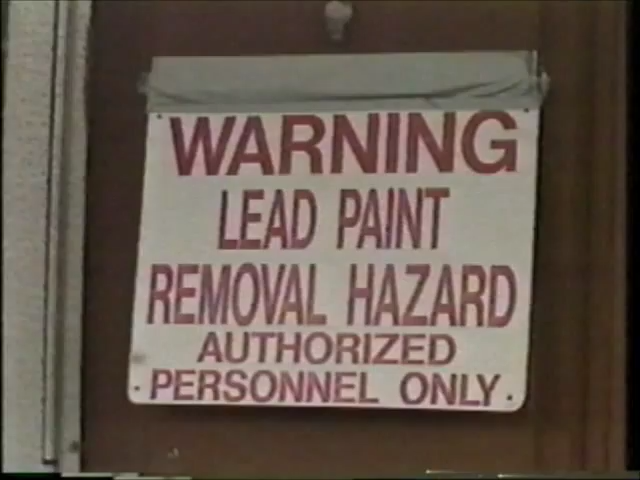 WARNING
LEAD PAINT
REMOVAL HAZARD
AUTHORIZED
PERSONNEL ONLY